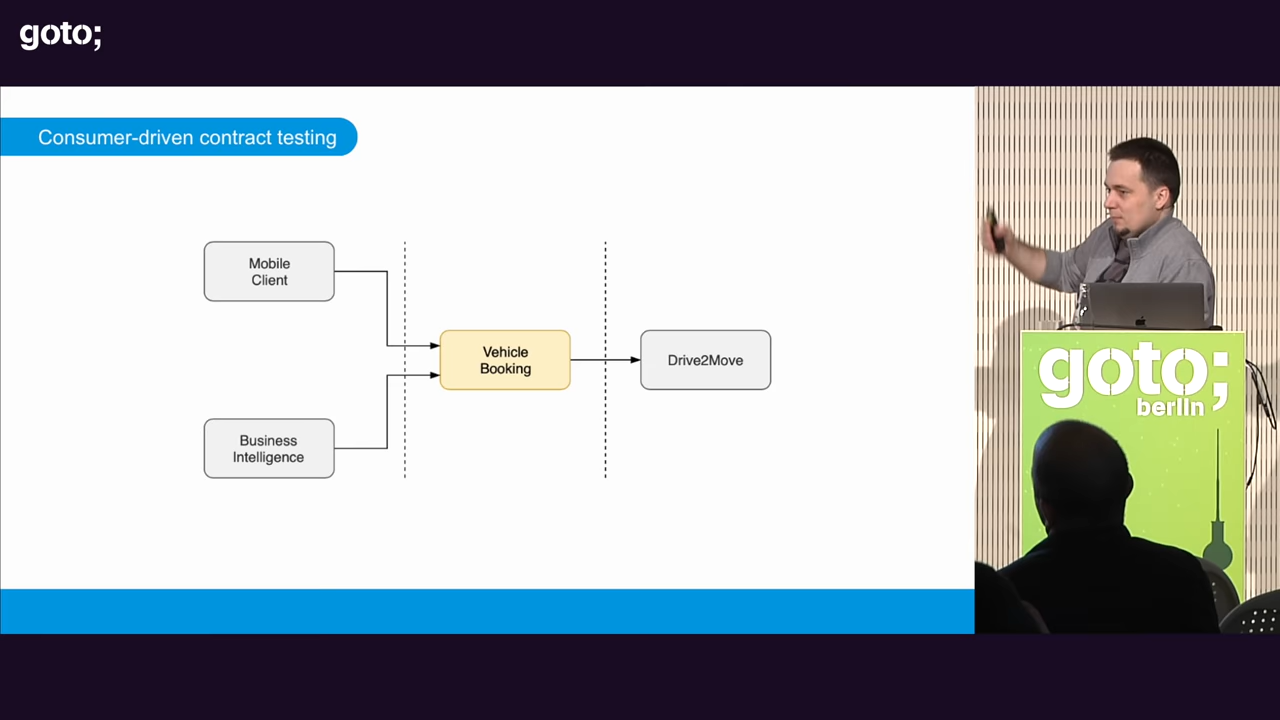 goto;
Consumer-driven contract testing
Mobile
Client
Vehicle
Booking
Drive2Move
Business
Intelligence
goto;
berlin